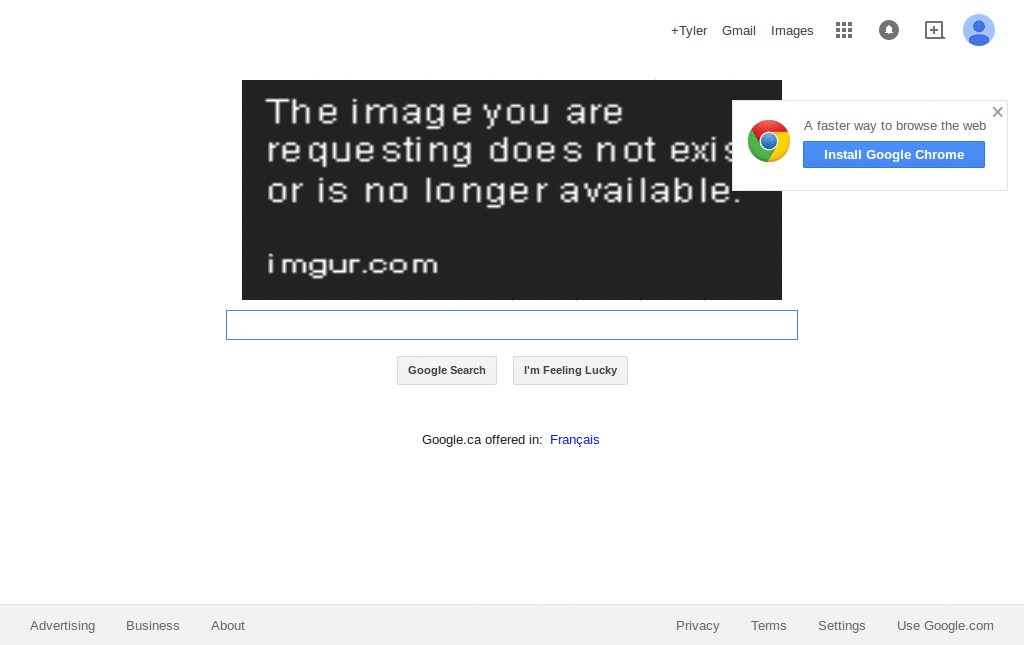 +Tyler Gmail Images
The image you are
requesting does not exis
or is no longer available.
imgur.com
A faster way to browse the web
Install Google Chrome
Google Search I'm Feeling Lucky
Google.ca offered in: Français
Advertising Business About Privacy Terms Settings Use Google.com